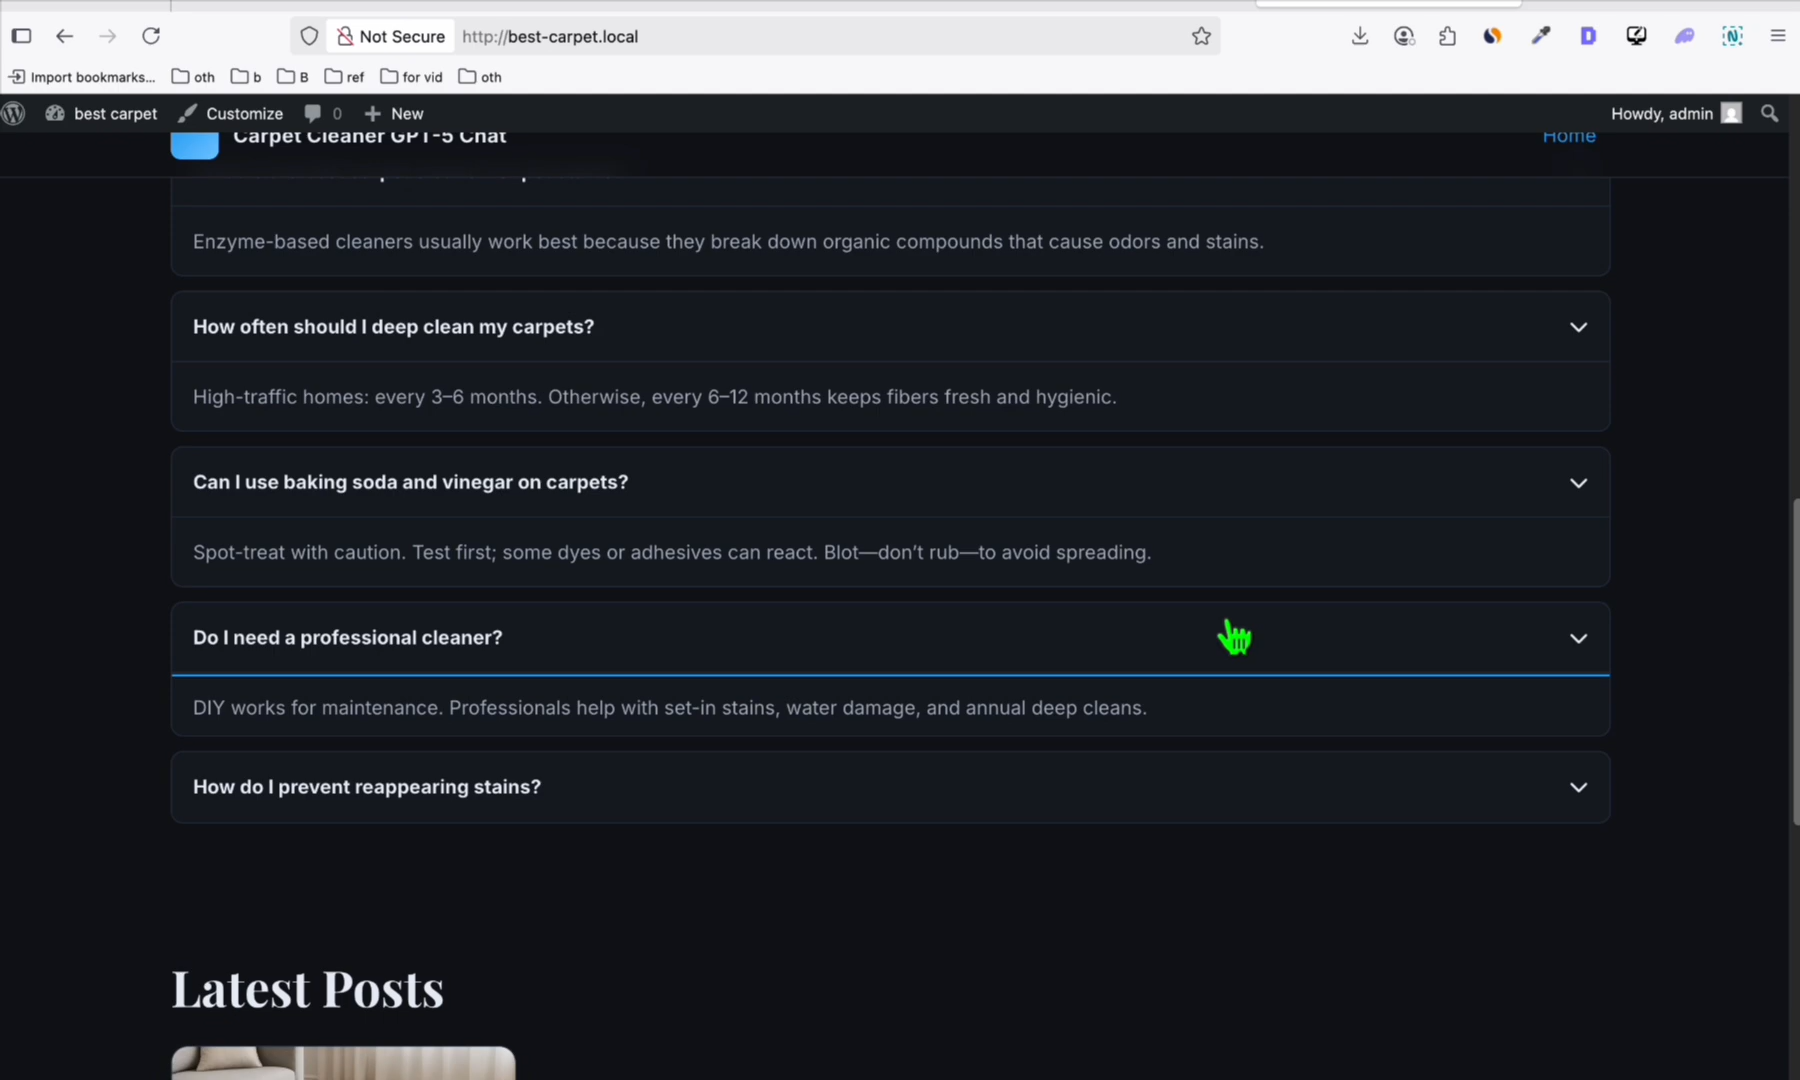 Not Secure
http://best-carpet.local
Import bookmarks...
oth
b
B
ref
for vid
oth
best carpet
Customize
0
New
Howdy, admin
Carpet Cleaner GPT-5 Chat
Home
Enzyme-based cleaners usually work best because they break down organic compounds that cause odors and stains.
How often should I deep clean my carpets?
High-traffic homes: every 3–6 months. Otherwise, every 6–12 months keeps fibers fresh and hygienic.
Can I use baking soda and vinegar on carpets?
Spot-treat with caution. Test first; some dyes or adhesives can react. Blot—don’t rub—to avoid spreading.
Do I need a professional cleaner?
DIY works for maintenance. Professionals help with set-in stains, water damage, and annual deep cleans.
How do I prevent reappearing stains?
Latest Posts